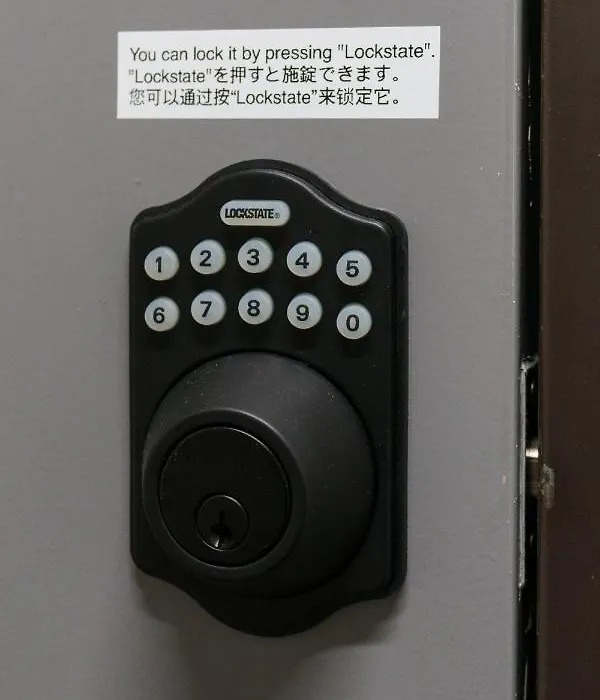 You can lock it by pressing "Lockstate".
"Lockstate"を押すと施錠できます。
您可以通过按“Lockstate”来锁定它。
LOCKSTATE®
1 2 3 4 5
6 7 8 9 0